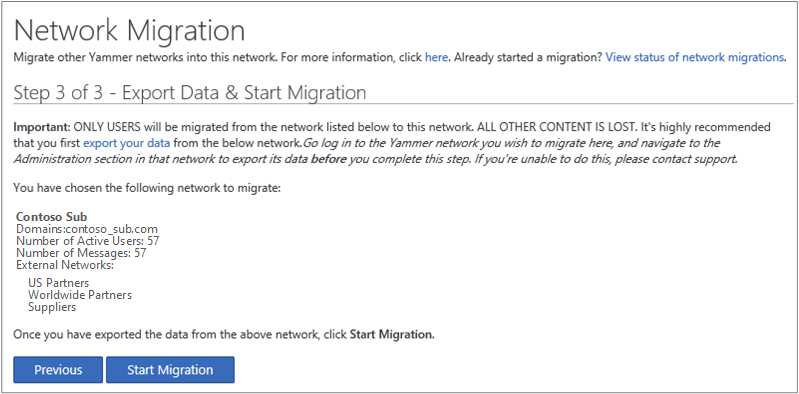 Network Migration
Migrate other Yammer networks into this network. For more information, click here. Already started a migration? View status of network migrations.
Step 3 of 3 - Export Data & Start Migration
Important: ONLY USERS will be migrated from the network listed below to this network. ALL OTHER CONTENT IS LOST. It's highly recommended
that you first export your data from the below network.Go log in to the Yammer network you wish to migrate here, and navigate to the
Administration section in that network to export its data before you complete this step. If you're unable to do this, please contact support.
You have chosen the following network to migrate:
Contoso Sub
Domains:contoso_sub.com
Number of Active Users: 57
Number of Messages: 57
External Networks:
US Partners
Worldwide Partners
Suppliers
Once you have exported the data from the above network, click Start Migration.
Previous Start Migration